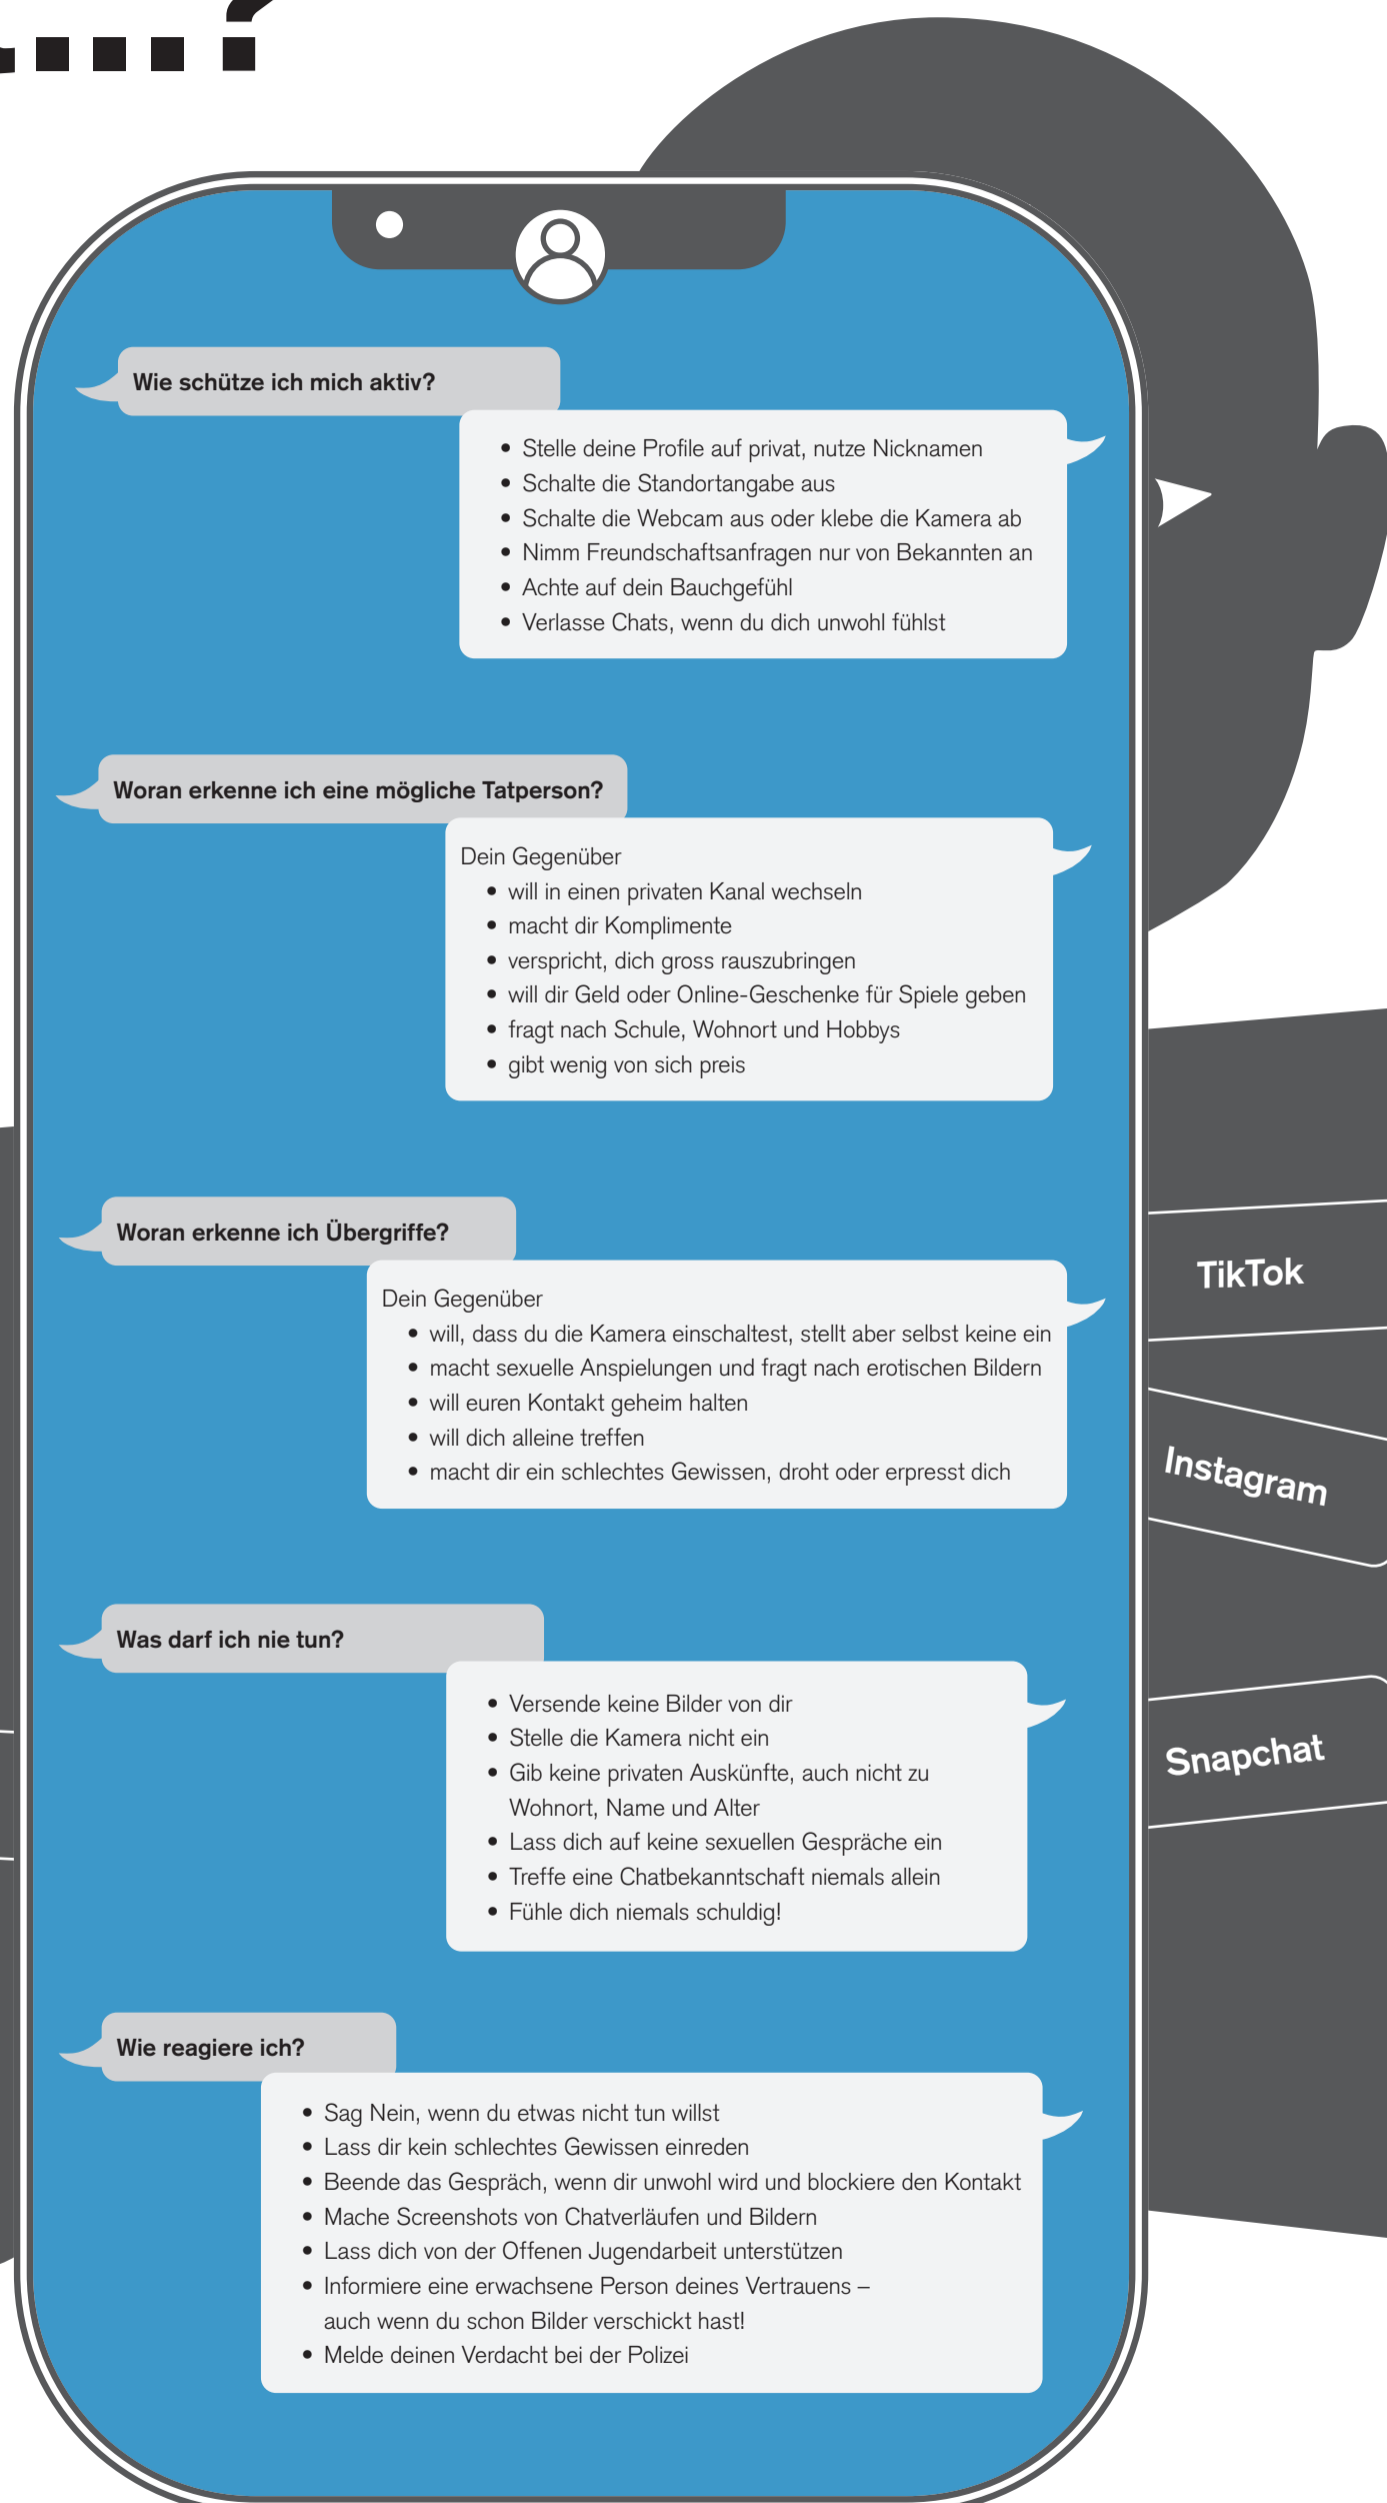 Wie schütze ich mich aktiv?
• Stelle deine Profile auf privat, nutze Nicknamen
• Schalte die Standortangabe aus
• Schalte die Webcam aus oder klebe die Kamera ab
• Nimm Freundschaftsanfragen nur von Bekannten an
• Achte auf dein Bauchgefühl
• Verlasse Chats, wenn du dich unwohl fühlst
Woran erkenne ich eine mögliche Tatperson?
Dein Gegenüber
• will in einen privaten Kanal wechseln
• macht dir Komplimente
• verspricht, dich gross rauszubringen
• will dir Geld oder Online-Geschenke für Spiele geben
• fragt nach Schule, Wohnort und Hobbys
• gibt wenig von sich preis
Woran erkenne ich Übergriffe?
Dein Gegenüber
• will, dass du die Kamera einschaltest, stellt aber selbst keine ein
• macht sexuelle Anspielungen und fragt nach erotischen Bildern
• will euren Kontakt geheim halten
• will dich alleine treffen
• macht dir ein schlechtes Gewissen, droht oder erpresst dich
Was darf ich nie tun?
• Versende keine Bilder von dir
• Stelle die Kamera nicht ein
• Gib keine privaten Auskünfte, auch nicht zu
Wohnort, Name und Alter
• Lass dich auf keine sexuellen Gespräche ein
• Treffe eine Chatbekanntschaft niemals allein
• Fühle dich niemals schuldig!
Wie reagiere ich?
• Sag Nein, wenn du etwas nicht tun willst
• Lass dir kein schlechtes Gewissen einreden
• Beende das Gespräch, wenn dir unwohl wird und blockiere den Kontakt
• Mache Screenshots von Chatverläufen und Bildern
• Lass dich von der Offenen Jugendarbeit unterstützen
• Informiere eine erwachsene Person deines Vertrauens –
auch wenn du schon Bilder verschickt hast!
• Melde deinen Verdacht bei der Polizei
TikTok
Instagram
Snapchat